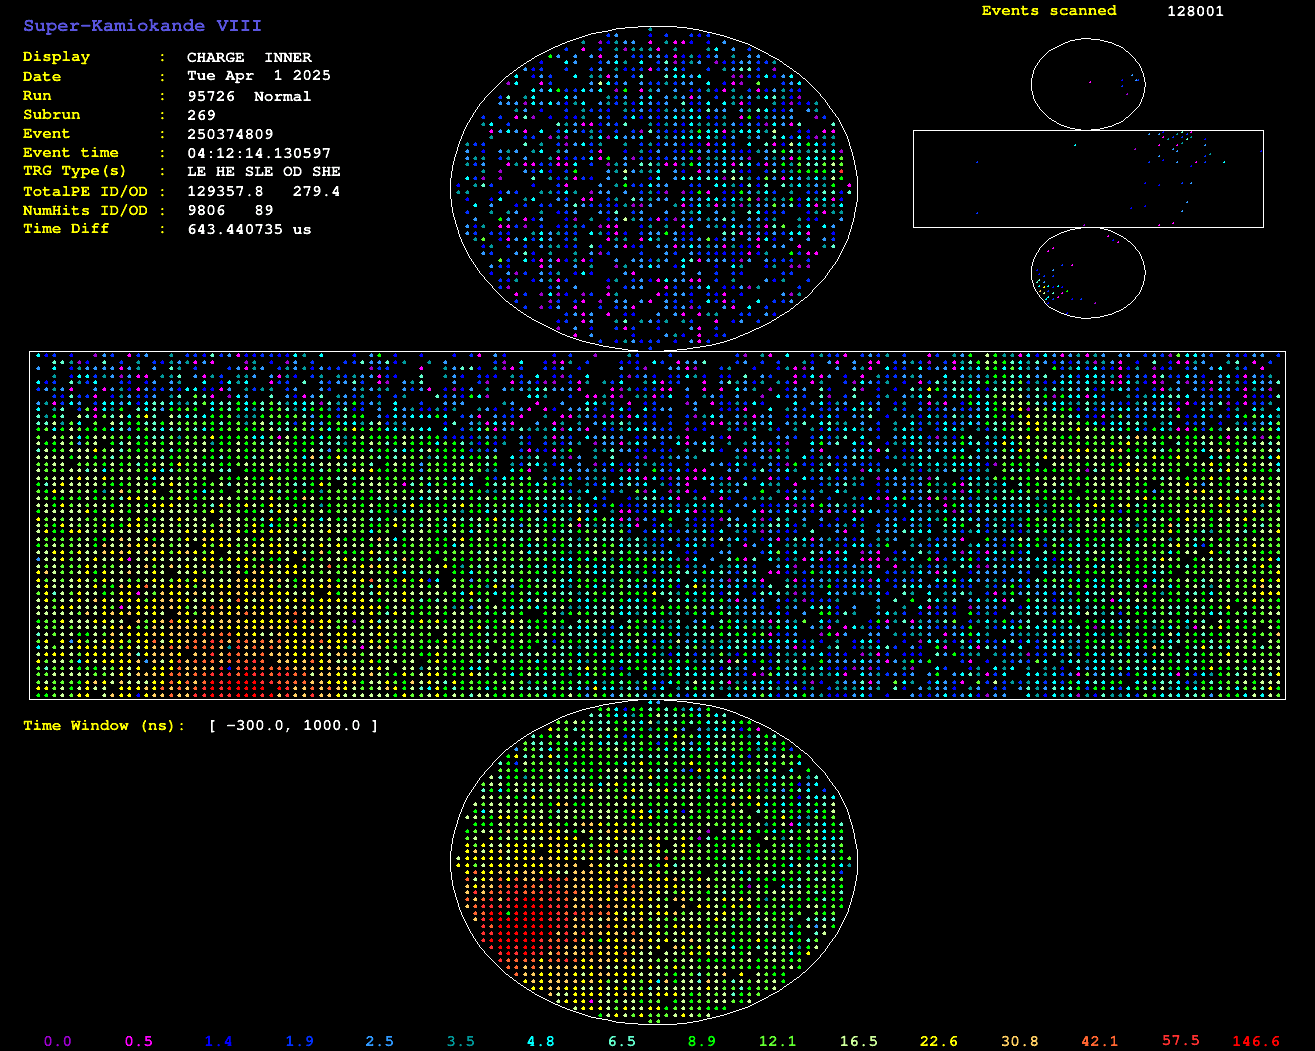 Super-Kamiokande VIII
Events scanned 128001
Display : CHARGE INNER
Date : Tue Apr 1 2025
Run : 95726 Normal
Subrun : 269
Event : 250374809
Event time : 04:12:14.130597
TRG Type(s) : LE HE SLE OD SHE
TotalPE ID/OD : 129357.8 279.4
NumHits ID/OD : 9806 89
Time Diff : 643.440735 us
Time Window (ns): [ -300.0, 1000.0 ]
0.0 0.5 1.4 1.9 2.5 3.5 4.8 6.5 8.9 12.1 16.5 22.6 30.8 42.1 57.5 146.6